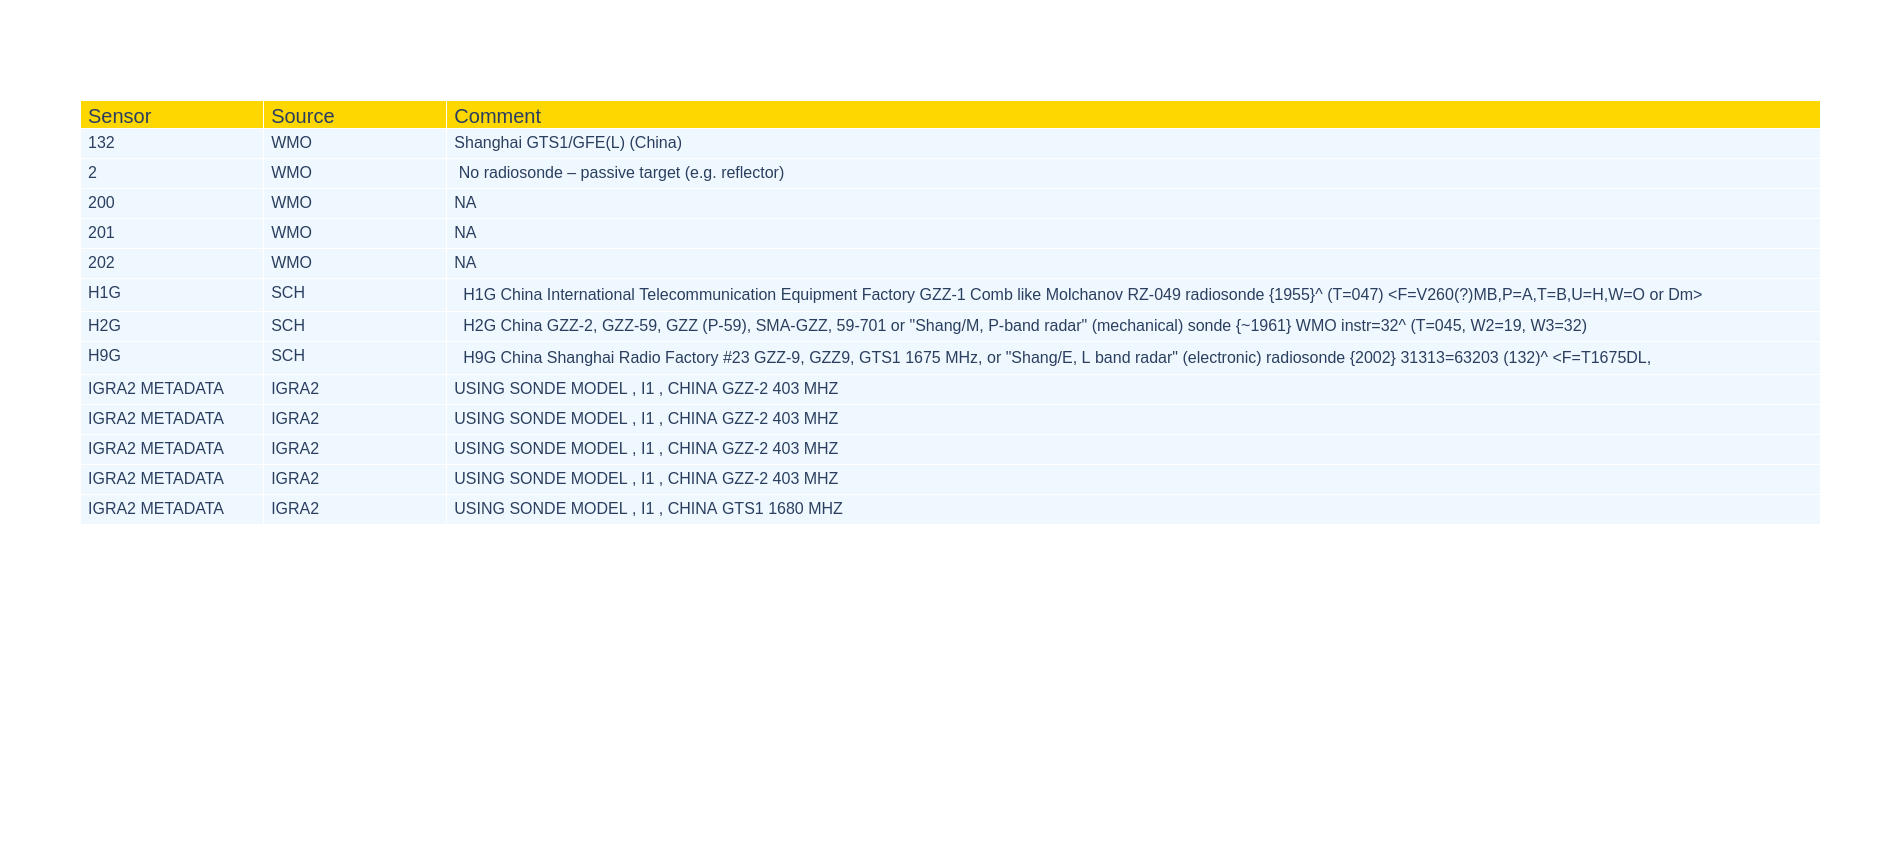 Sensor Source Comment
132 WMO Shanghai GTS1/GFE(L) (China)
2 WMO No radiosonde – passive target (e.g. reflector)
200 WMO NA
201 WMO NA
202 WMO NA
H1G SCH H1G China International Telecommunication Equipment Factory GZZ-1 Comb like Molchanov RZ-049 radiosonde {1955}^ (T=047) <F=V260(?)MB,P=A,T=B,U=H,W=O or Dm>
H2G SCH H2G China GZZ-2, GZZ-59, GZZ (P-59), SMA-GZZ, 59-701 or "Shang/M, P-band radar" (mechanical) sonde {~1961} WMO instr=32^ (T=045, W2=19, W3=32)
H9G SCH H9G China Shanghai Radio Factory #23 GZZ-9, GZZ9, GTS1 1675 MHz, or "Shang/E, L band radar" (electronic) radiosonde {2002} 31313=63203 (132)^ <F=T1675DL,
IGRA2 METADATA IGRA2 USING SONDE MODEL , I1 , CHINA GZZ-2 403 MHZ
IGRA2 METADATA IGRA2 USING SONDE MODEL , I1 , CHINA GZZ-2 403 MHZ
IGRA2 METADATA IGRA2 USING SONDE MODEL , I1 , CHINA GZZ-2 403 MHZ
IGRA2 METADATA IGRA2 USING SONDE MODEL , I1 , CHINA GZZ-2 403 MHZ
IGRA2 METADATA IGRA2 USING SONDE MODEL , I1 , CHINA GTS1 1680 MHZ